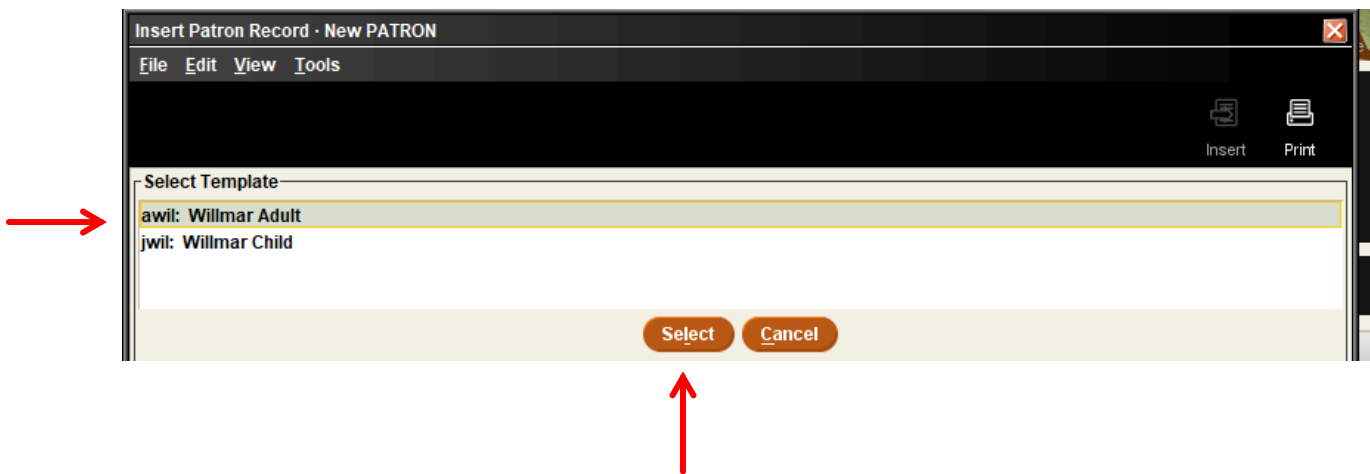 Insert Patron Record · New PATRON
File Edit View Tools
Insert Print
Select Template
awil: Willmar Adult
jwil: Willmar Child
Select Cancel